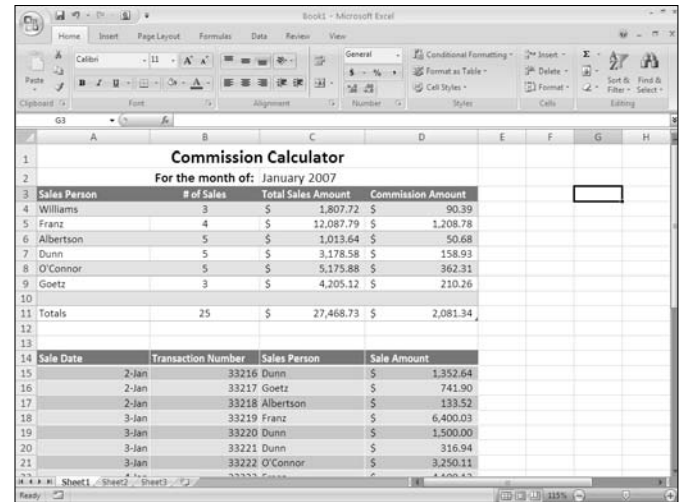 Book1 - Microsoft Excel
Home Insert Page Layout Formulas Data Review View
Calibri 11 A A General Conditional Formatting Insert Σ
Paste B I U A $ % , Format as Table Delete Sort & Filter Find & Select
Cell Styles Format
Clipboard Font Alignment Number Styles Cells Editing
G3 fx
A B C D E F G H
1 Commission Calculator
2 For the month of: January 2007
3 Sales Person # of Sales Total Sales Amount Commission Amount
4 Williams 3 $ 1,807.72 $ 90.39
5 Franz 4 $ 12,087.79 $ 1,208.78
6 Albertson 5 $ 1,013.64 $ 50.68
7 Dunn 5 $ 3,178.58 $ 158.93
8 O'Connor 5 $ 5,175.88 $ 362.31
9 Goetz 3 $ 4,205.12 $ 210.26
10
11 Totals 25 $ 27,468.73 $ 2,081.34
12
13
14 Sale Date Transaction Number Sales Person Sale Amount
15 2-Jan 33216 Dunn $ 1,352.64
16 2-Jan 33217 Goetz $ 741.90
17 2-Jan 33218 Albertson $ 133.52
18 3-Jan 33219 Franz $ 6,400.03
19 3-Jan 33220 Dunn $ 1,500.00
20 3-Jan 33221 Dunn $ 316.94
21 3-Jan 33222 O'Connor $ 3,250.11
Sheet1 Sheet2 Sheet3
Ready 115%